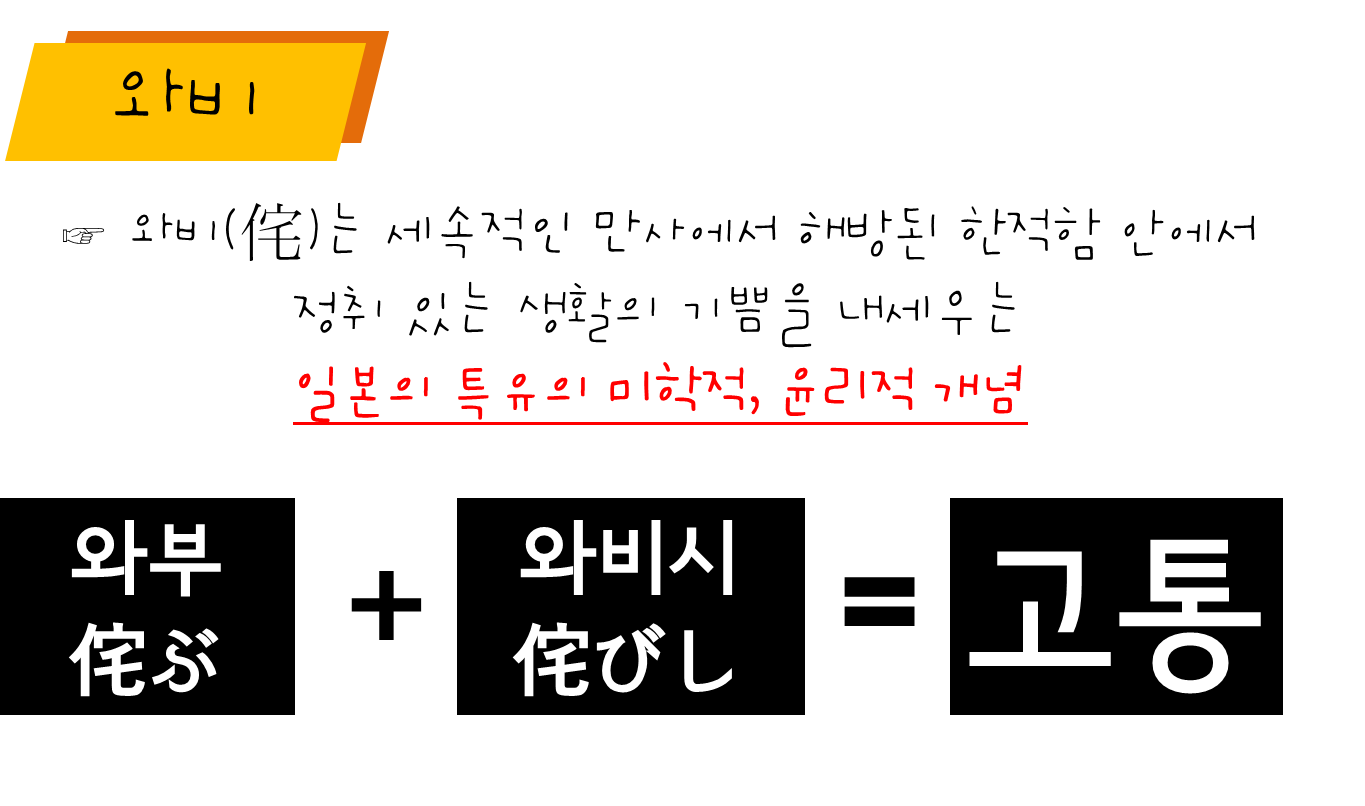 와비
☞ 와비(侘)는 세속적인 만사에서 해방돈 한적함 안에서
정취 있는 생활의 기쁨을 내세우는
일본의 특유의 미학적, 윤리적 개념
와부
侘ぶ
+
와비시
侘びし
=
고통